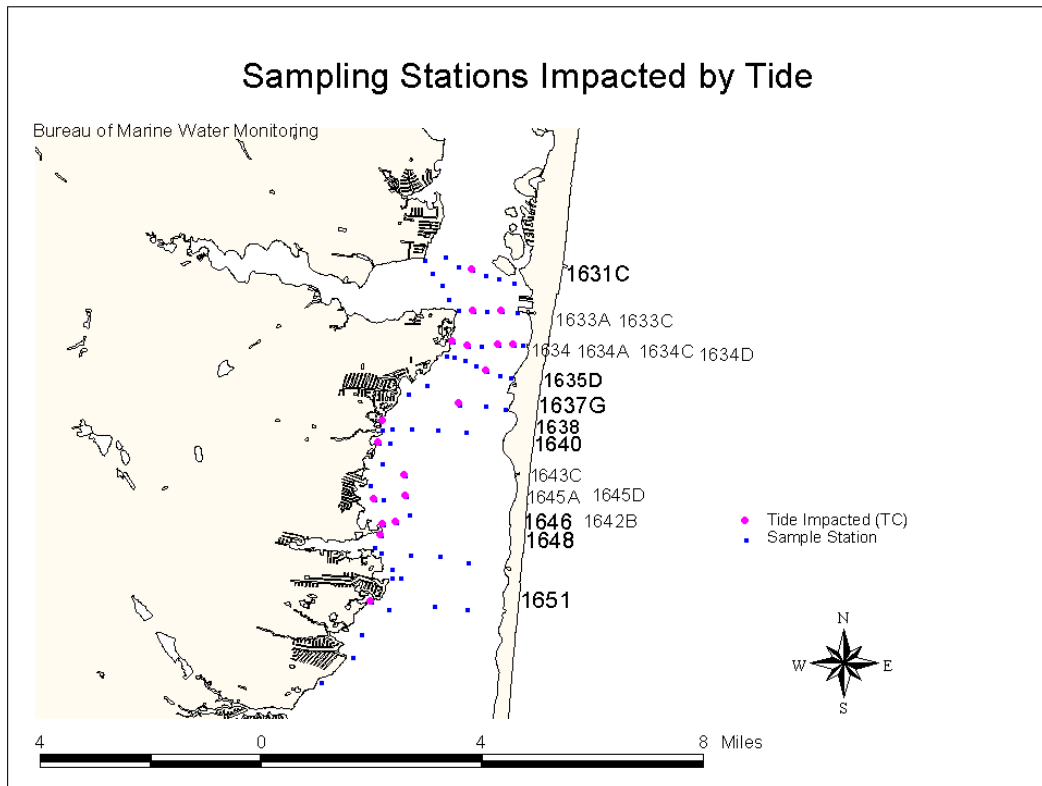 Sampling Stations Impacted by Tide
Bureau of Marine Water Monitoring
1631C
1633A 1633C
1634 1634A 1634C 1634D
1635D
1637G
1638
1640
1643C
1645A 1645D
1646 1642B
1648
1651
Tide Impacted (TC)
Sample Station
N
W E
S
4 0 4 8 Miles